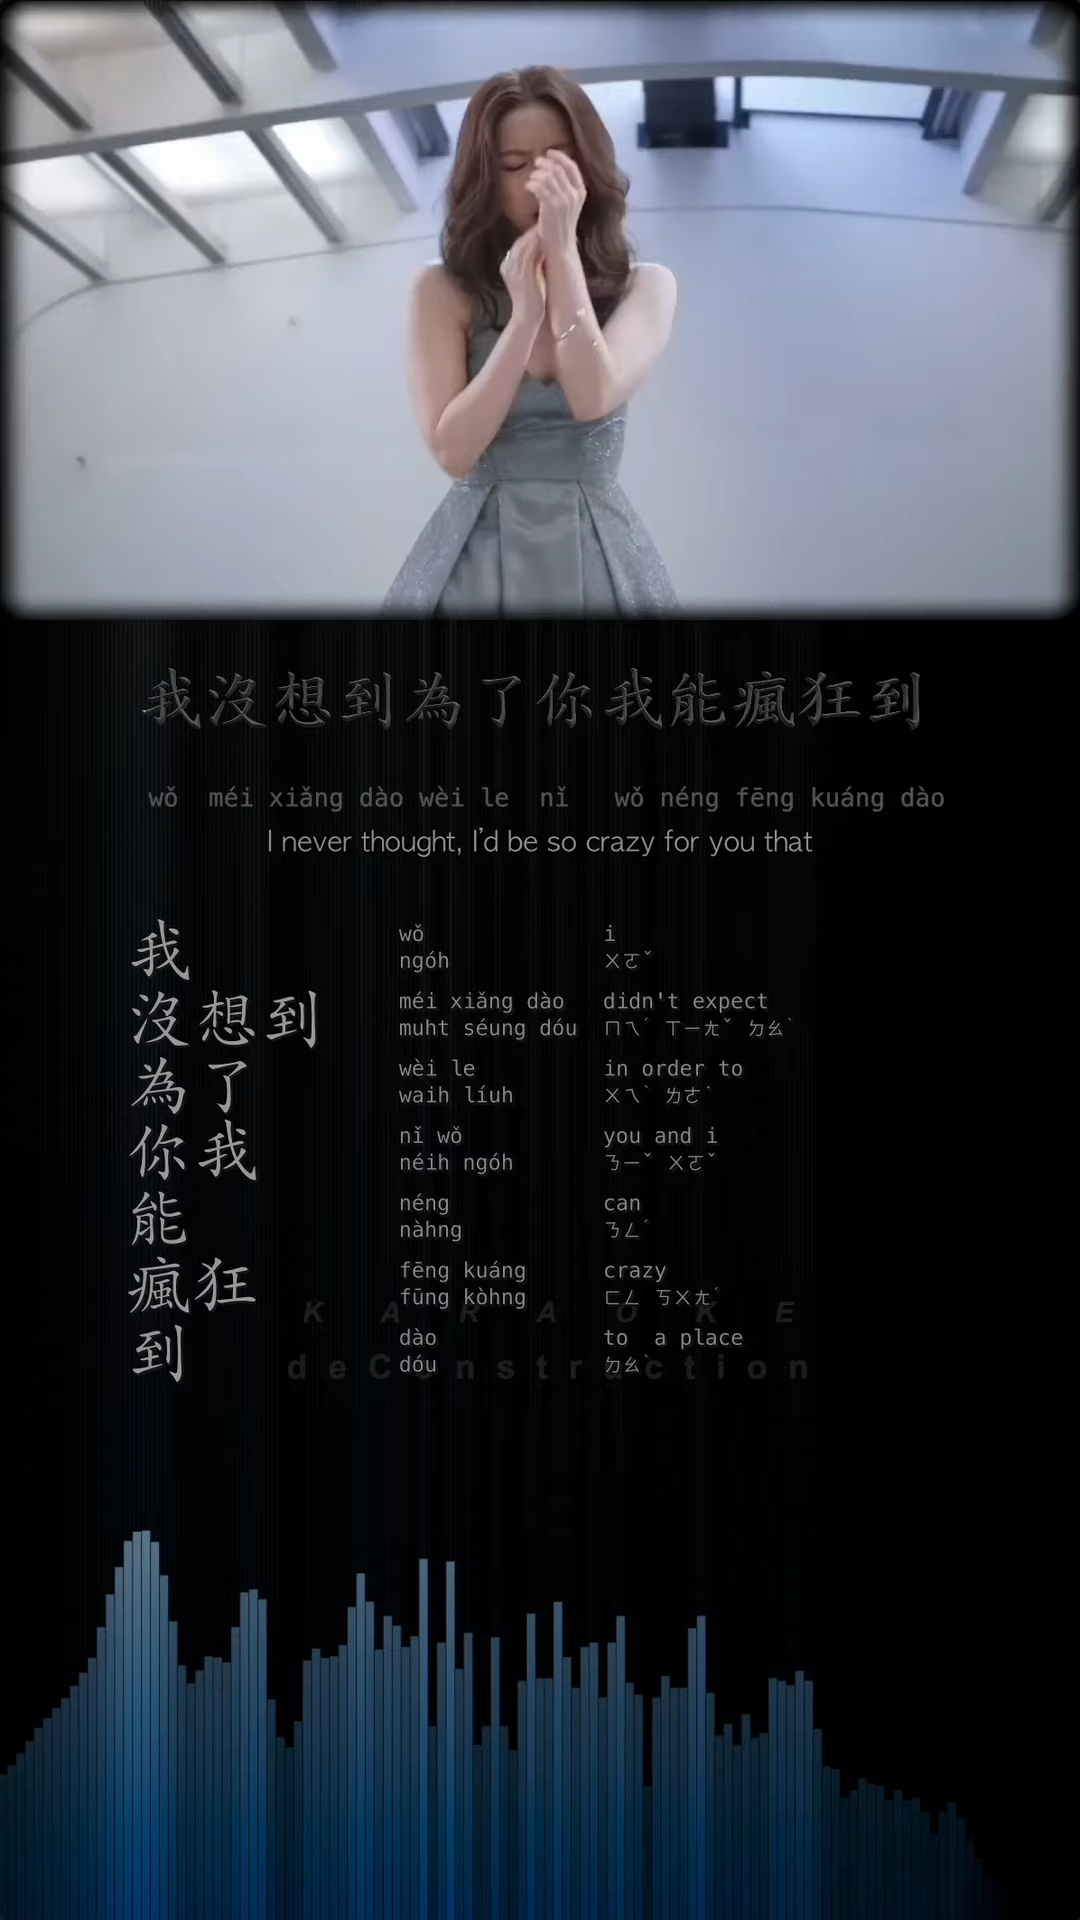 我沒想到為了你我能瘋狂到
wǒ méi xiǎng dào wèi le nǐ wǒ néng fēng kuáng dào
I never thought, I'd be so crazy for you that
我 wǒ i
ngóh ㄨㄛˇ
沒想到 méi xiǎng dào didn't expect
muht séung dóu ㄇㄟˊ ㄒㄧㄤˇ ㄉㄠˋ
為了 wèi le in order to
waih líuh ㄨㄟˋ ㄌㄜ˙
你我 nǐ wǒ you and i
néih ngóh ㄋㄧˇ ㄨㄛˇ
能 néng can
nàhng ㄋㄥˊ
瘋狂 fēng kuáng crazy
fūng kòhng ㄈㄥ ㄎㄨㄤˊ
K A R A O K E
到 dào to a place
dóu ㄉㄠˋ
deConstruction